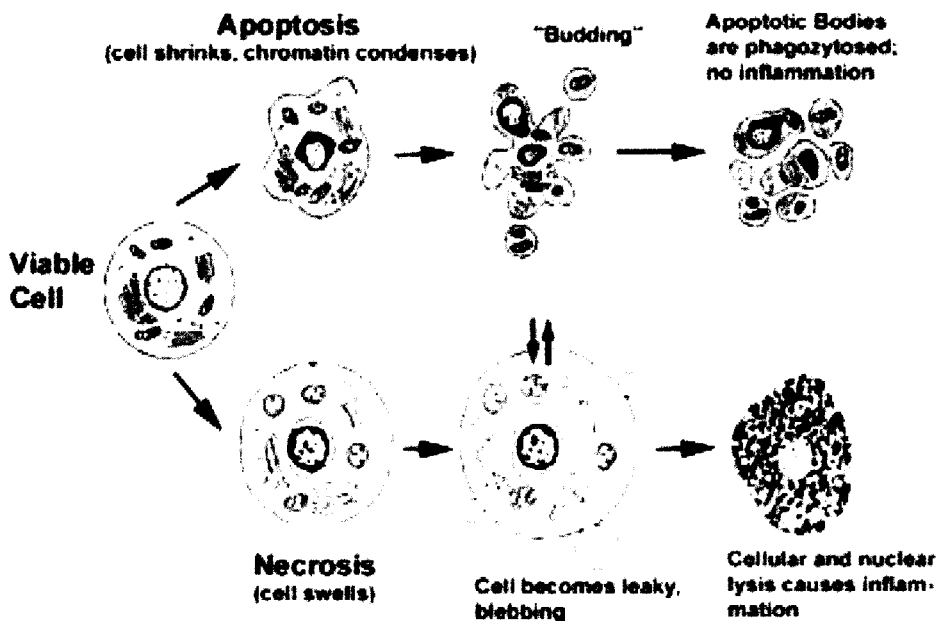 Apoptosis
(cell shrinks, chromatin condenses)
"Budding"
Apoptotic Bodies
are phagozytosed;
no inflammation
Viable
Cell
Necrosis
(cell swells)
Cell becomes leaky,
blebbing
Cellular and nuclear
lysis causes inflam-
mation